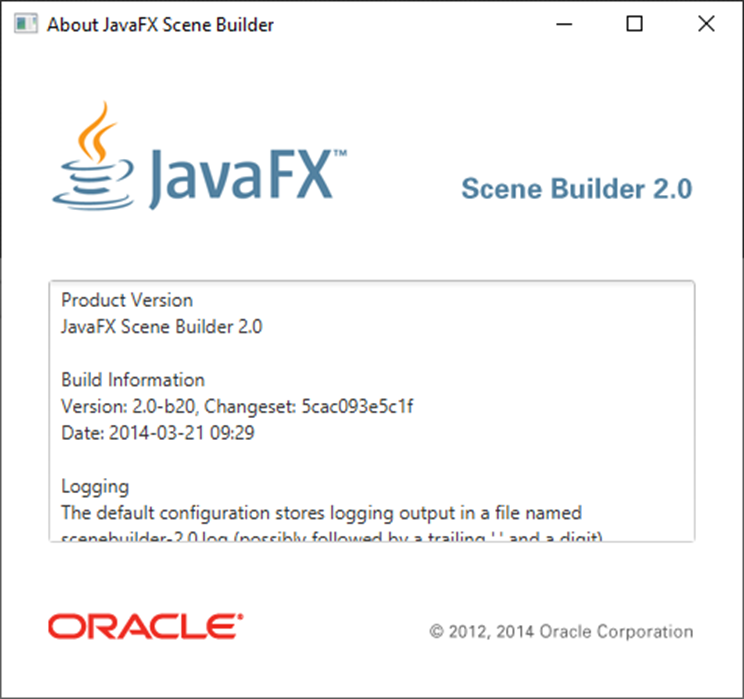 About JavaFX Scene Builder
JavaFX™
Scene Builder 2.0
Product Version
JavaFX Scene Builder 2.0
Build Information
Version: 2.0-b20, Changeset: 5cac093e5c1f
Date: 2014-03-21 09:29
Logging
The default configuration stores logging output in a file named
scenebuilder-2.0.log (possibly followed by a trailing '.' and a digit)
ORACLE®
© 2012, 2014 Oracle Corporation